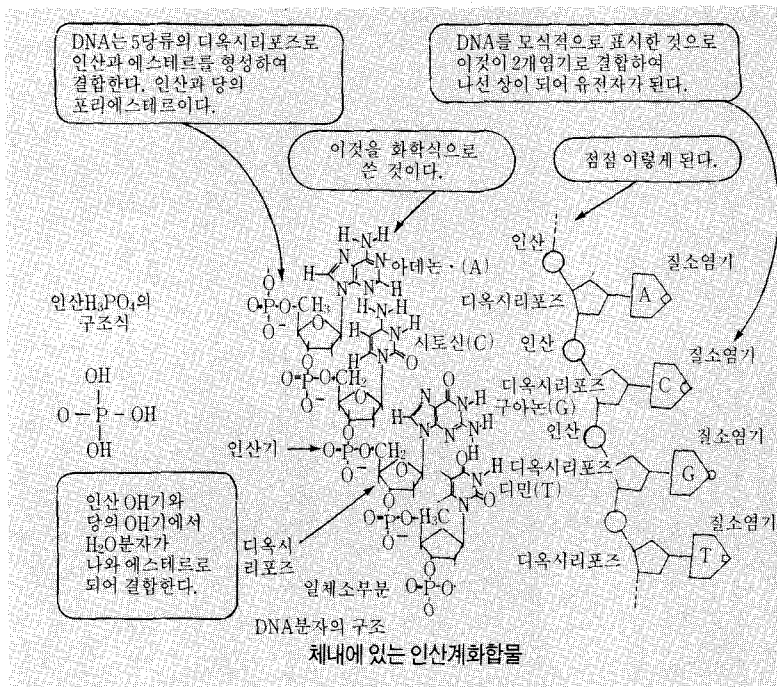 DNA는 5당류의 디옥시리포즈로
인산과 에스테르를 형성하여
결합한다. 인산과 당의
포리에스테르이다.
DNA를 모식적으로 표시한 것으로
이것이 2개염기로 결합하여
나선 상이 되어 유전자가 된다.
이것을 화학식으로
쓴 것이다.
점점 이렇게 된다.
인산H₃PO₄의
구조식
OH
O－P－OH
OH
인산 OH기와
당의 OH기에서
H₂O분자가
나와 에스테르로
되어 결합한다.
아데논·(A)
시토신(C)
구아논(G)
디민(T)
인산기
디옥시
리포즈
일체소부분
DNA분자의 구조
인산
질소염기
디옥시리포즈
A
인산
질소염기
디옥시리포즈
C
인산
질소염기
디옥시리포즈
G
질소염기
디옥시리포즈
T
체내에 있는 인산계화합물